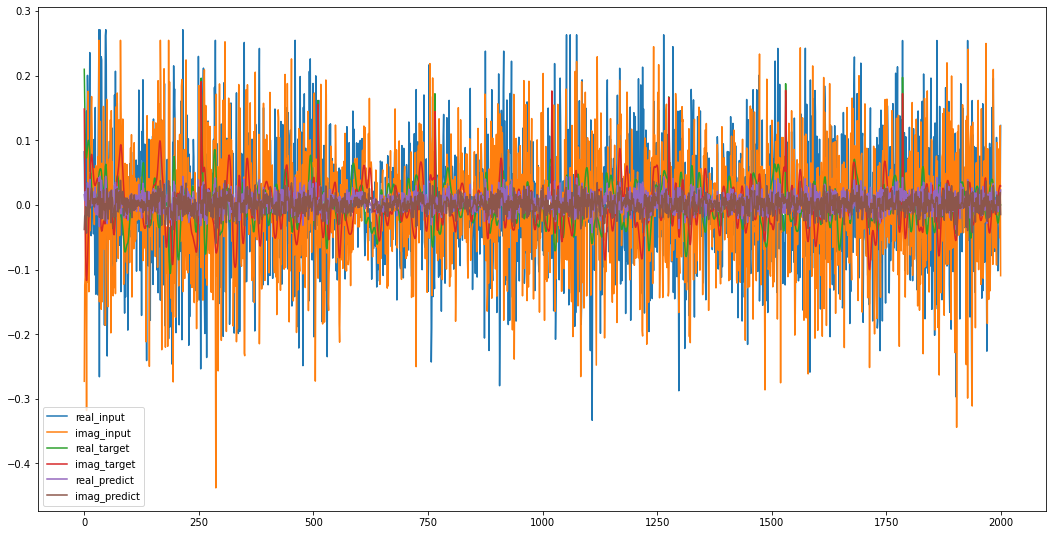 0.3
0.2
0.1
0.0
−0.1
−0.2
−0.3
−0.4
real_input
imag_input
real_target
imag_target
real_predict
imag_predict
0 250 500 750 1000 1250 1500 1750 2000